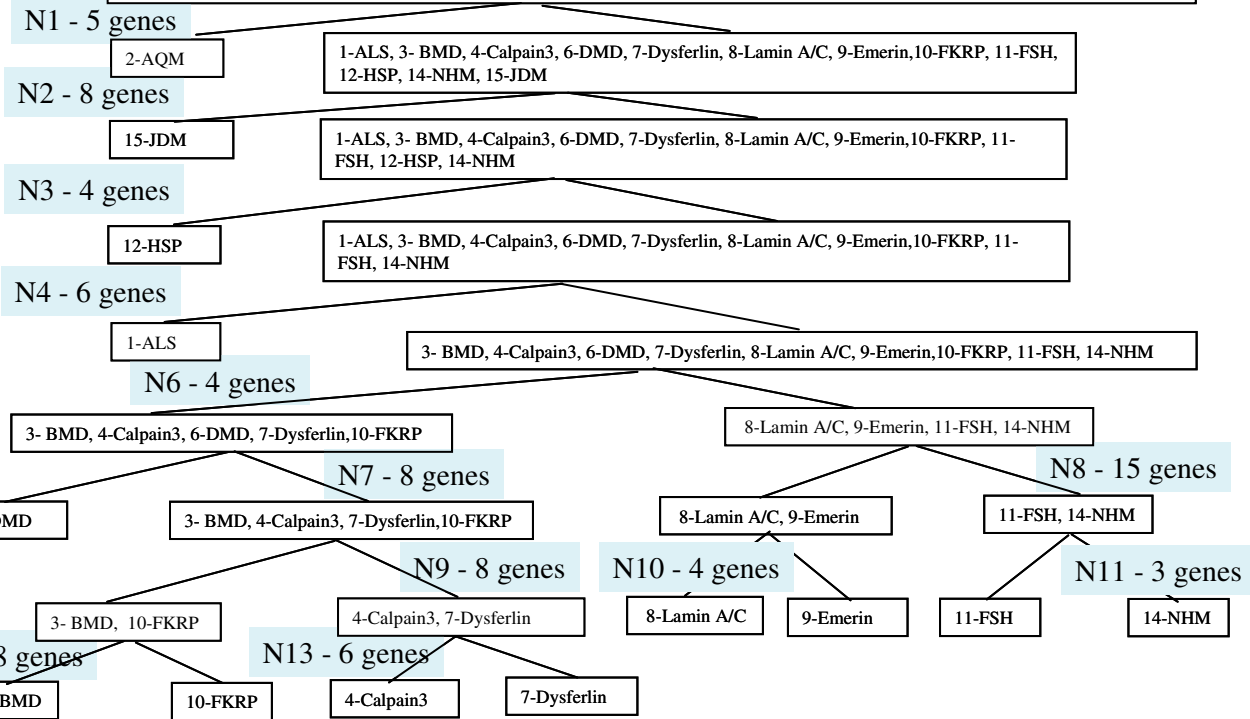 N1 - 5 genes
2-AQM
1-ALS, 3- BMD, 4-Calpain3, 6-DMD, 7-Dysferlin, 8-Lamin A/C, 9-Emerin,10-FKRP, 11-FSH,
12-HSP, 14-NHM, 15-JDM
N2 - 8 genes
15-JDM
1-ALS, 3- BMD, 4-Calpain3, 6-DMD, 7-Dysferlin, 8-Lamin A/C, 9-Emerin,10-FKRP, 11-
FSH, 12-HSP, 14-NHM
N3 - 4 genes
12-HSP
1-ALS, 3- BMD, 4-Calpain3, 6-DMD, 7-Dysferlin, 8-Lamin A/C, 9-Emerin,10-FKRP, 11-
FSH, 14-NHM
N4 - 6 genes
1-ALS
3- BMD, 4-Calpain3, 6-DMD, 7-Dysferlin, 8-Lamin A/C, 9-Emerin,10-FKRP, 11-FSH, 14-NHM
N6 - 4 genes
3- BMD, 4-Calpain3, 6-DMD, 7-Dysferlin,10-FKRP
8-Lamin A/C, 9-Emerin, 11-FSH, 14-NHM
N7 - 8 genes
N8 - 15 genes
MD
3- BMD, 4-Calpain3, 7-Dysferlin,10-FKRP
8-Lamin A/C, 9-Emerin
11-FSH, 14-NHM
N9 - 8 genes
N10 - 4 genes
N11 - 3 genes
3- BMD, 10-FKRP
4-Calpain3, 7-Dysferlin
8-Lamin A/C
9-Emerin
11-FSH
14-NHM
8 genes
N13 - 6 genes
BMD
10-FKRP
4-Calpain3
7-Dysferlin